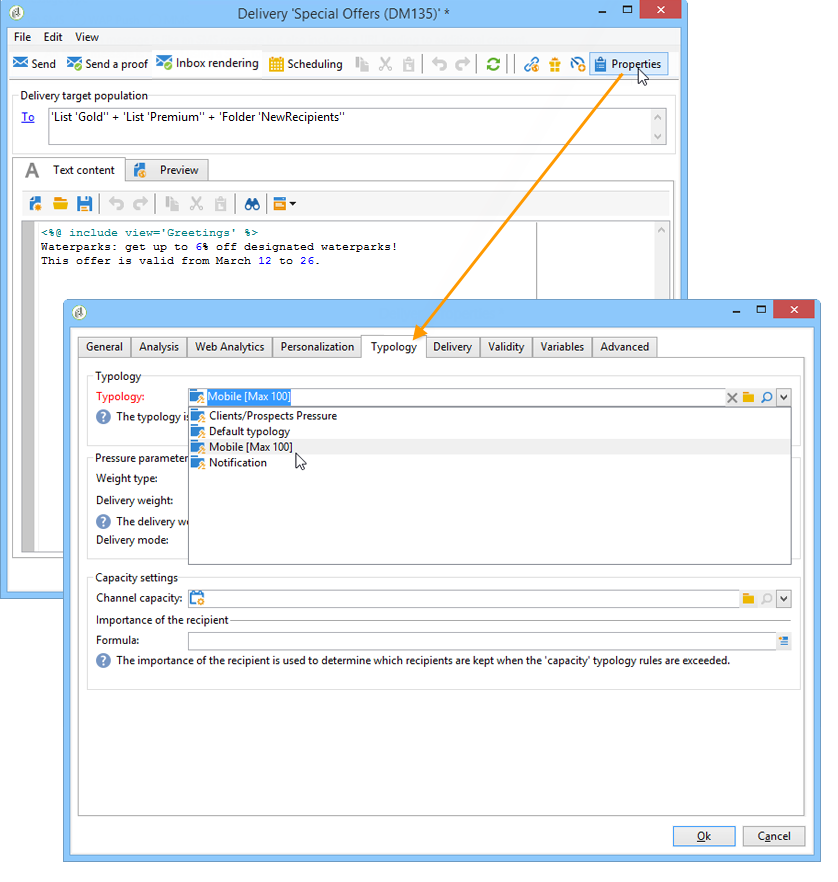 Delivery 'Special Offers (DM135)' *
File Edit View
Send Send a proof Inbox rendering Scheduling Properties
Delivery target population
To 'List 'Gold'' + 'List 'Premium'' + 'Folder 'NewRecipients''
A Text content Preview
<%@ include view='Greetings' %>
Waterparks: get up to 6% off designated waterparks!
This offer is valid from March 12 to 26.
General Analysis Web Analytics Personalization Typology Delivery Validity Variables Advanced
Typology
Typology: Mobile [Max 100]
The typology is
Clients/Prospects Pressure
Default typology
Mobile [Max 100]
Notification
Pressure parameter
Weight type:
Delivery weight:
The delivery we
Delivery mode:
Capacity settings
Channel capacity:
Importance of the recipient
Formula:
The importance of the recipient is used to determine which recipients are kept when the 'capacity' typology rules are exceeded.
Ok Cancel